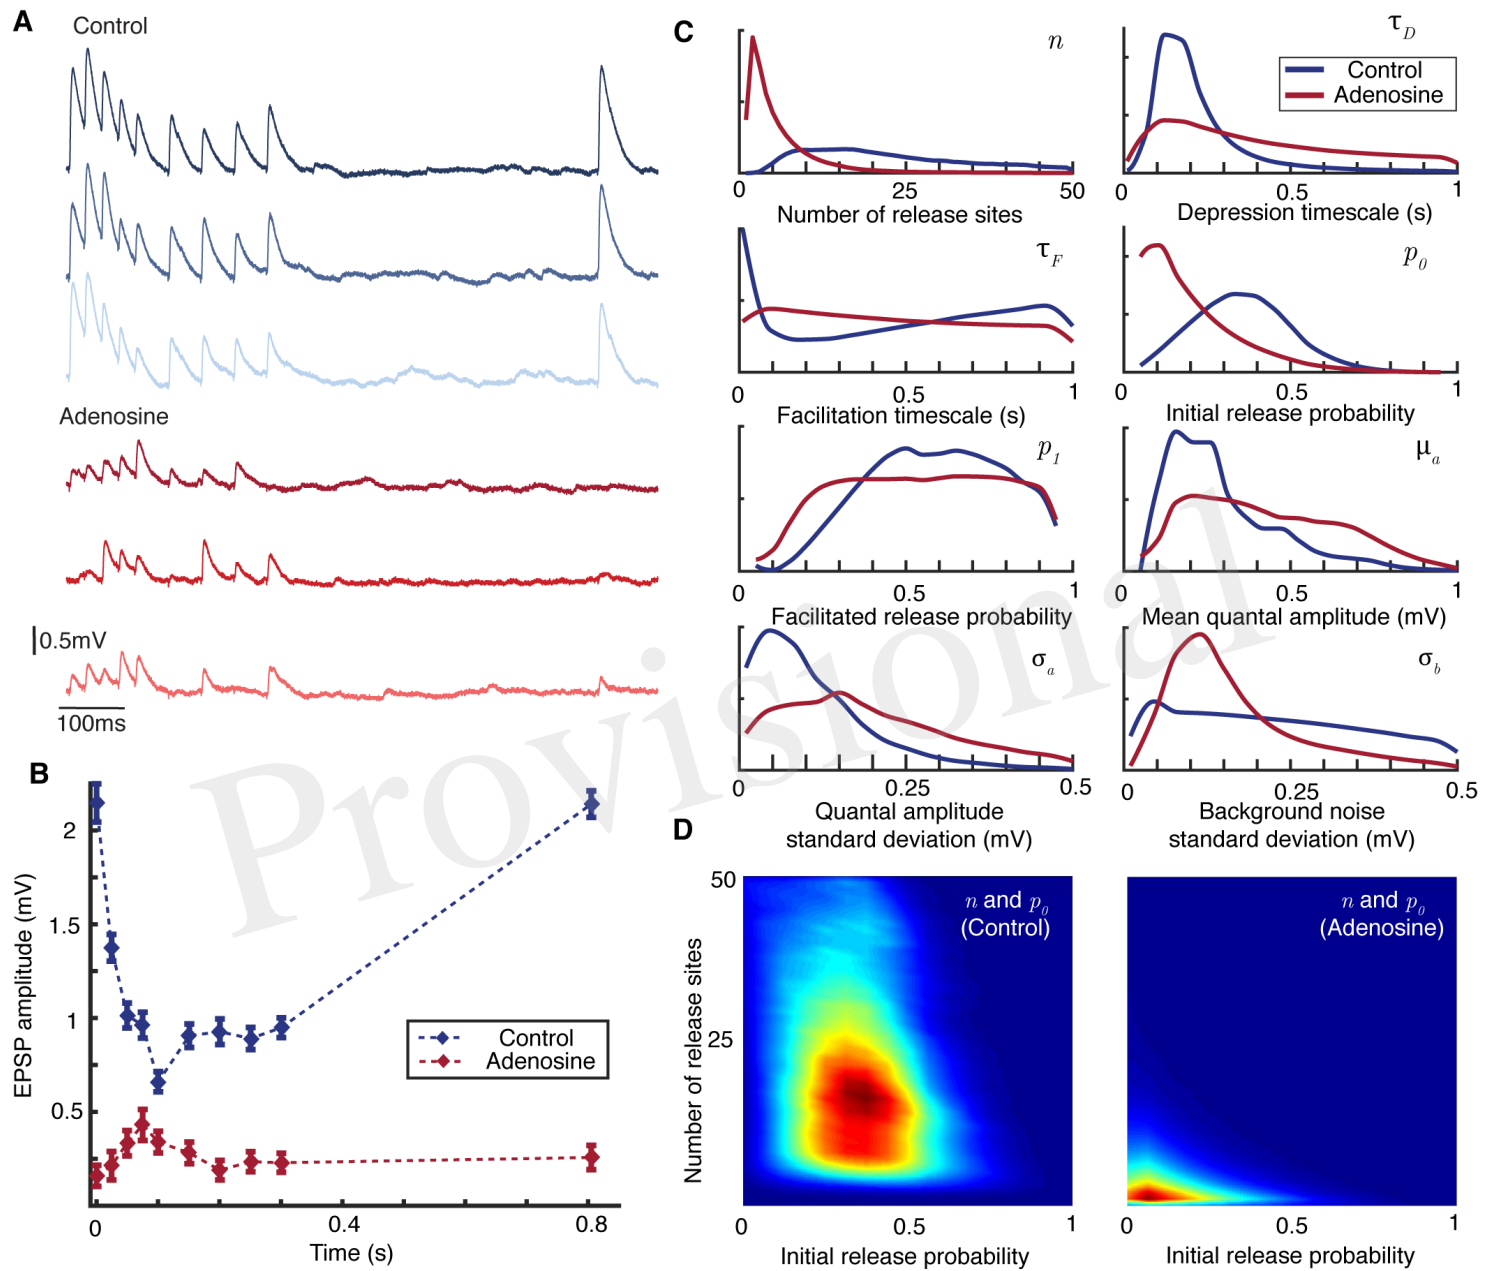 A
Control
Adenosine
0.5mV
100ms
B
EPSP amplitude (mV)
2
1.5
1
0.5
0
0.4
0.8
Time (s)
Control
Adenosine
C
n
0
25
50
Number of release sites
τD
Control
Adenosine
0
0.5
1
Depression timescale (s)
τF
0
0.5
1
Facilitation timescale (s)
p0
0
0.5
1
Initial release probability
p1
0
0.5
1
Facilitated release probability
μa
0
0.5
1
Mean quantal amplitude (mV)
σa
0
0.25
0.5
Quantal amplitude
standard deviation (mV)
σb
0
0.25
0.5
Background noise
standard deviation (mV)
D
50
25
Number of release sites
n and p0
(Control)
0
0.5
1
Initial release probability
n and p0
(Adenosine)
0
0.5
1
Initial release probability
Provisional